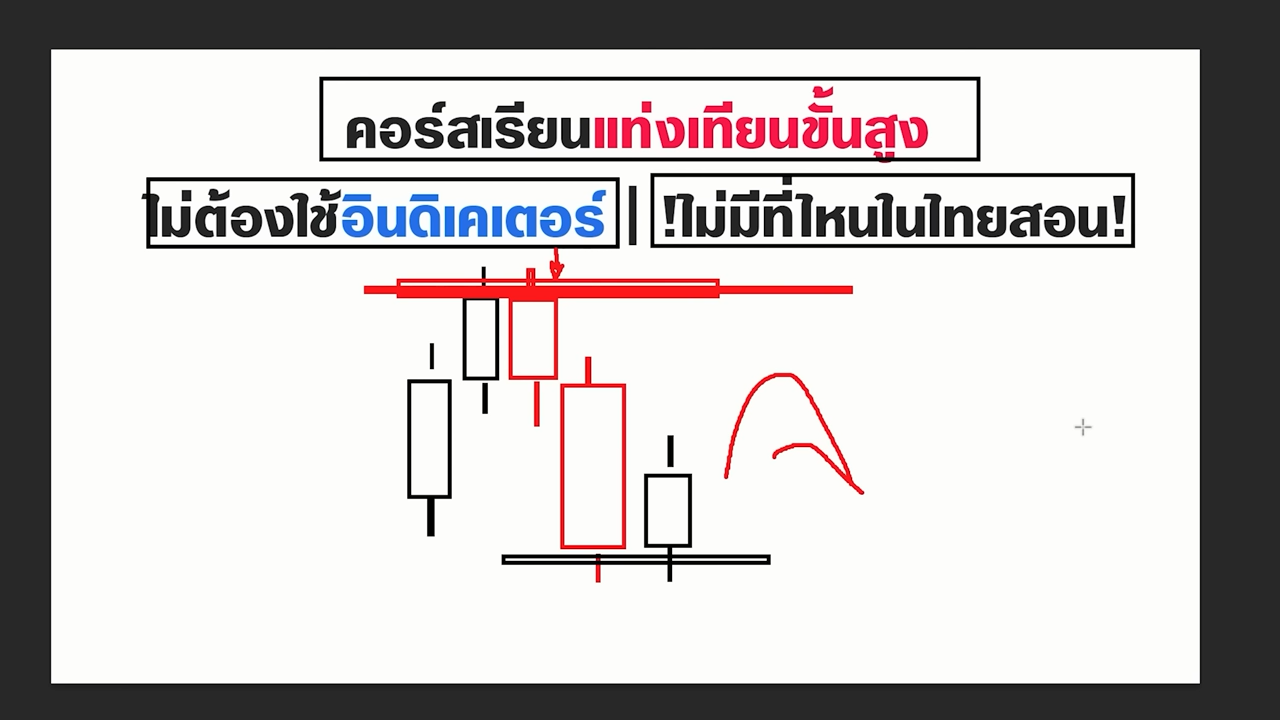 คอร์สเรียนแท่งเทียนขั้นสูง
ไม่ต้องใช้อินดิเคเตอร์ | !ไม่มีที่ไหนในไทยสอน!